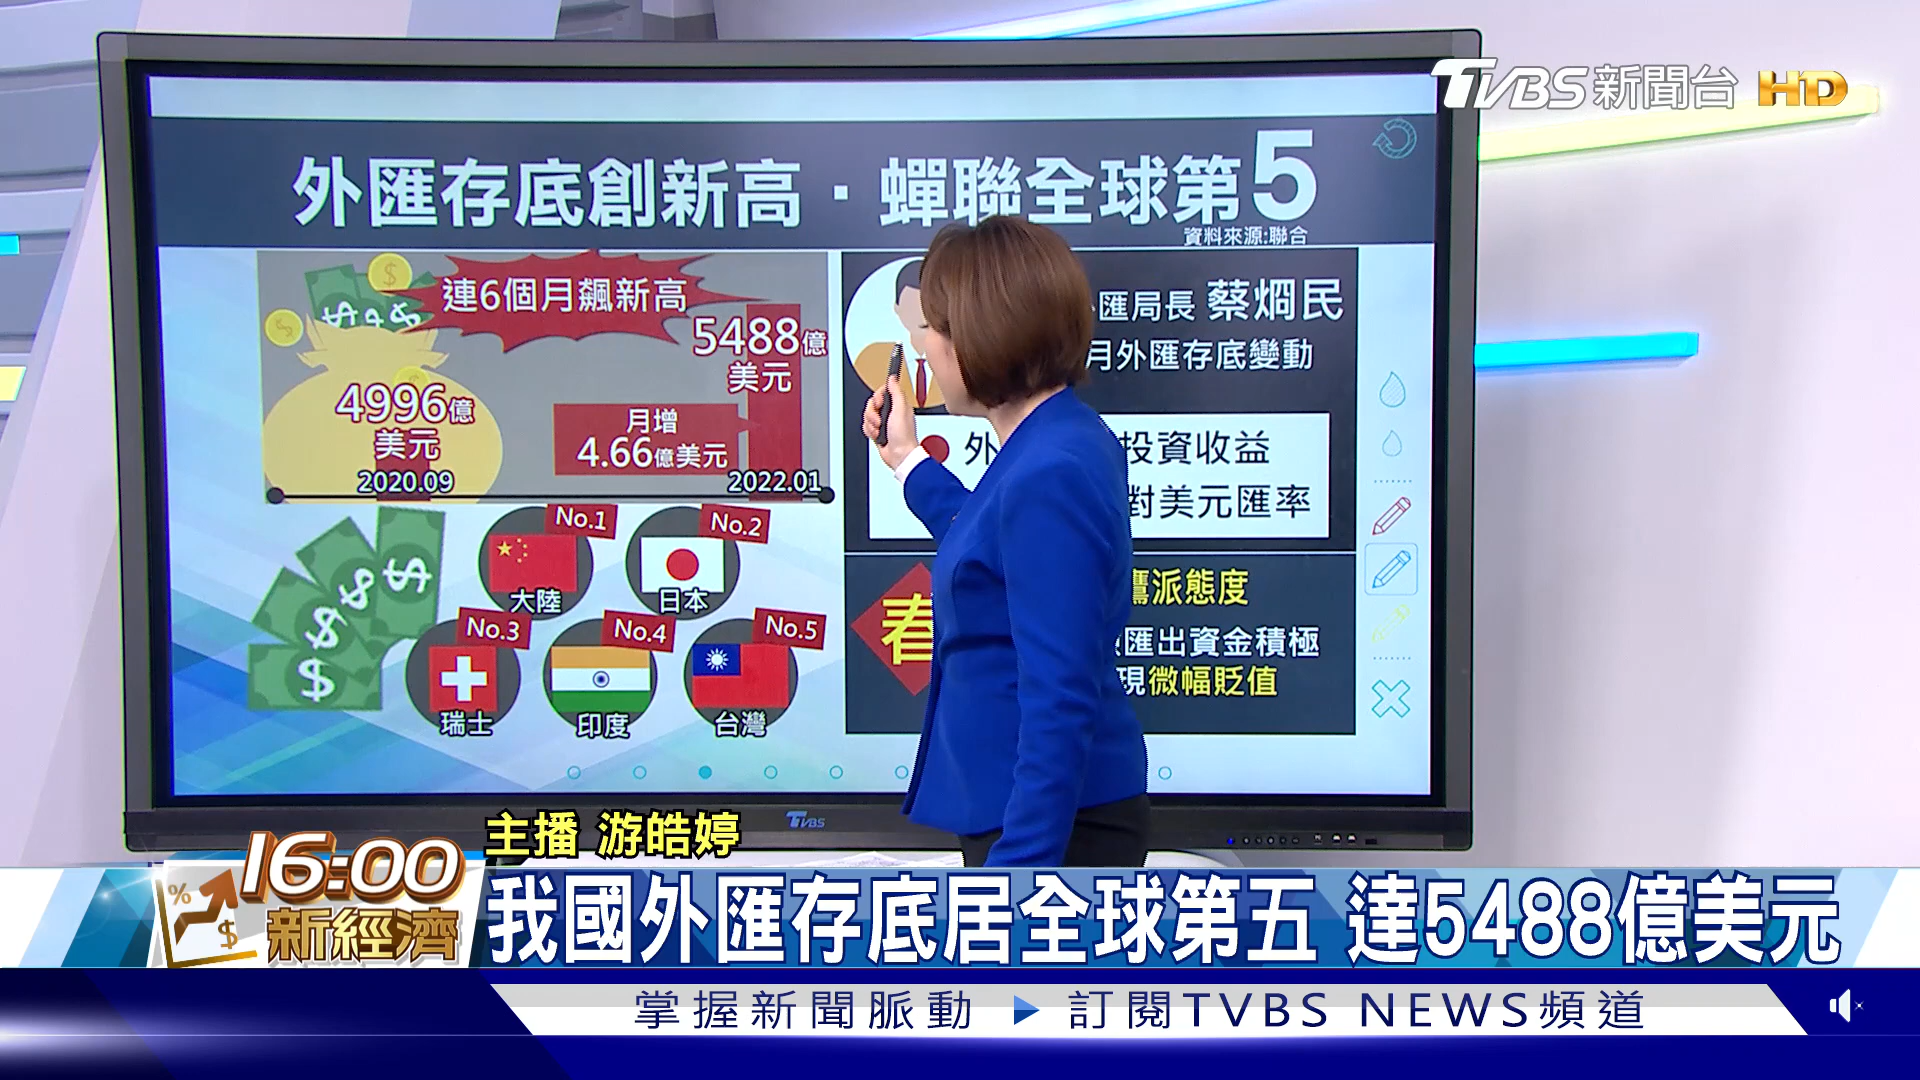 TVBS新聞台 HD
外匯存底創新高·蟬聯全球第5
資料來源:聯合
連6個月飆新高
5488億
美元
4996億
美元
月增
4.66億美元
2020.09
2022.01
No.1
大陸
No.2
日本
No.3
瑞士
No.4
印度
No.5
台灣
匯局長 蔡烱民
月外匯存底變動
外
投資收益
對美元匯率
春
鷹派態度
匯出資金積極
現微幅貶值
TVBS
主播 游皓婷
16:00
新經濟
% $
我國外匯存底居全球第五 達5488億美元
掌握新聞脈動 ▶ 訂閱TVBS NEWS頻道